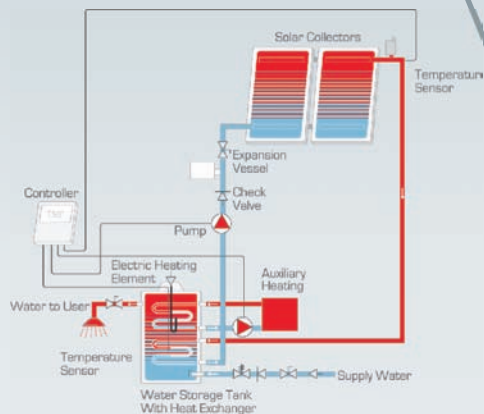 Solar Collectors
Temperature
Sensor
Expansion
Vessel
Controller
Check
Valve
Pump
Electric Heating
Element
Auxiliary
Heating
Water to User
Temperature
Sensor
Supply Water
Water Storage Tank
With Heat Exchanger